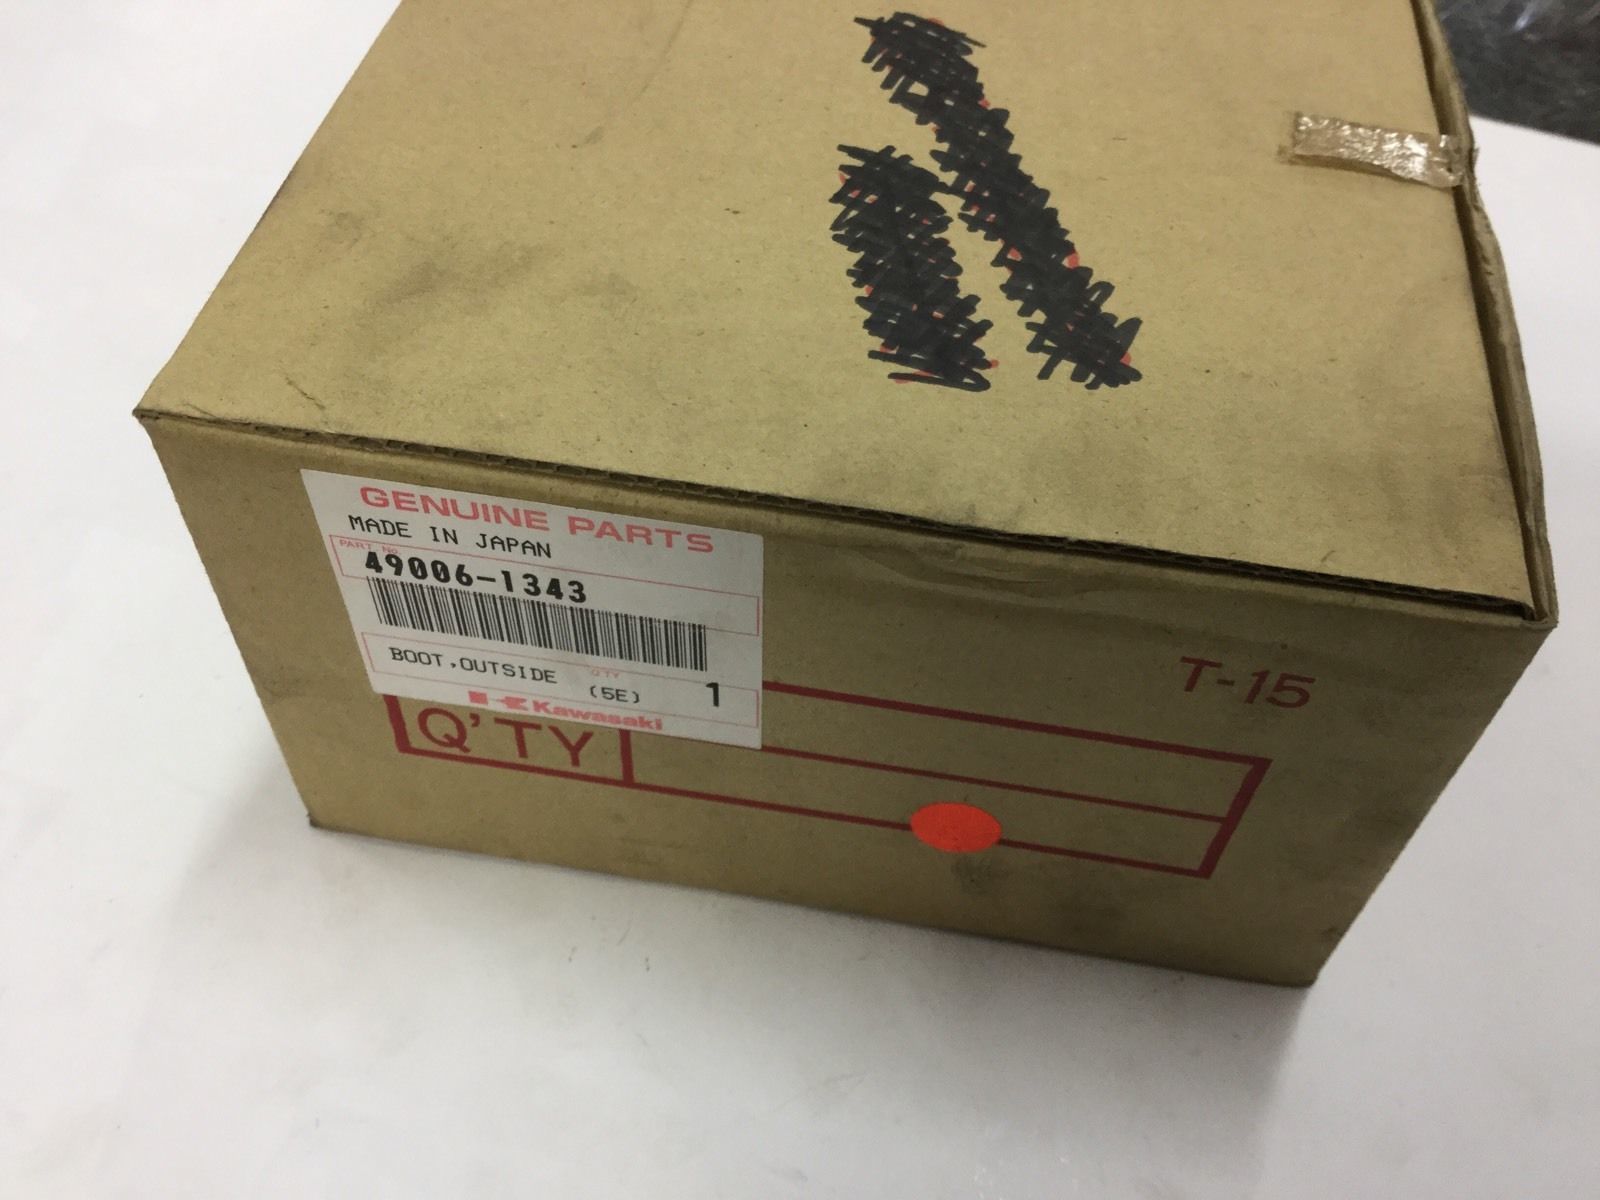 GENUINE PARTS
MADE IN JAPAN
PART No.
49006-1343
BOOT,OUTSIDE
Q'TY
(5E)
1
Kawasaki
T-15
Q'TY